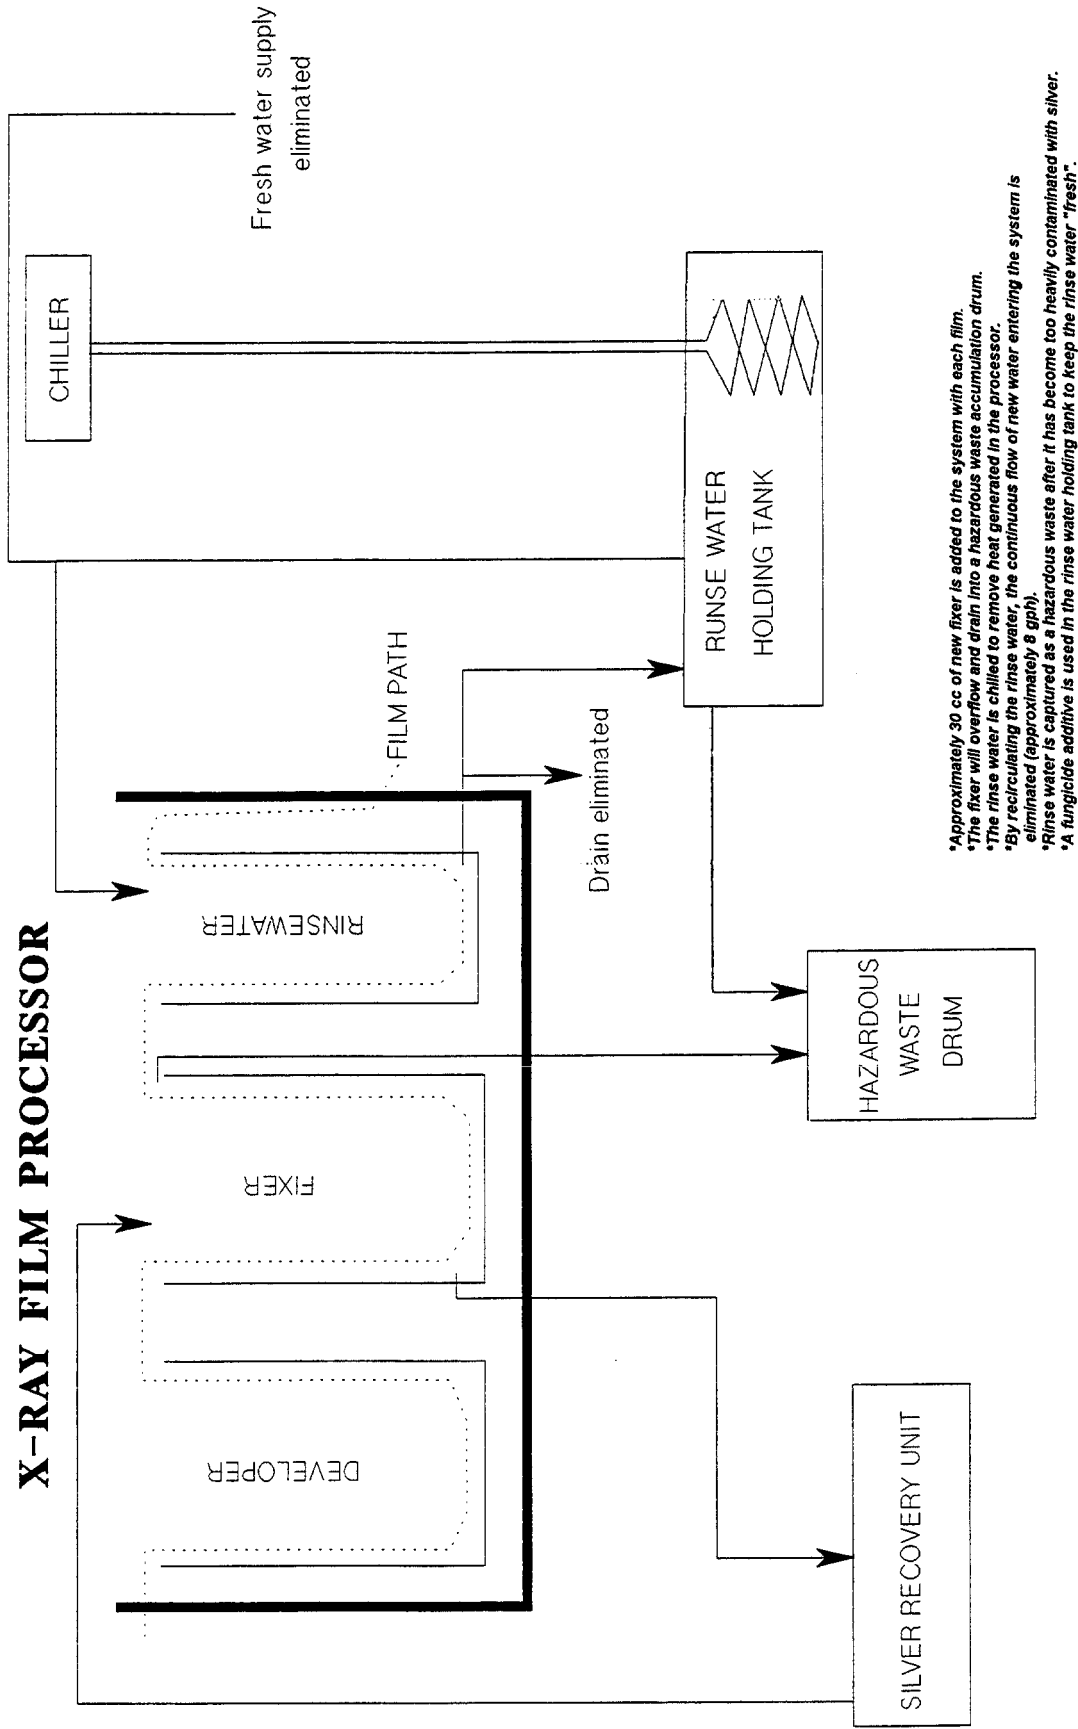 X-RAY FILM PROCESSOR
Fresh water supply
eliminated
CHILLER
FILM PATH
DEVELOPER
FIXER
RINSEWATER
Drain eliminated
RUNSE WATER
HOLDING TANK
SILVER RECOVERY UNIT
HAZARDOUS
WASTE
DRUM
*Approximately 30 cc of new fixer is added to the system with each film.
*The fixer will overflow and drain into a hazardous waste accumulation drum.
*The rinse water is chilled to remove heat generated in the processor.
*By recirculating the rinse water, the continuous flow of new water entering the system is
eliminated (approximately 8 gph).
*Rinse water is captured as a hazardous waste after it has become too heavily contaminated with silver.
*A fungicide additive is used in the rinse water holding tank to keep the rinse water "fresh".